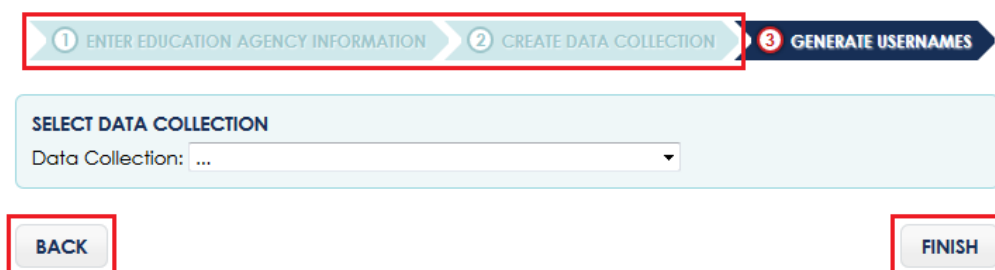 1 ENTER EDUCATION AGENCY INFORMATION 2 CREATE DATA COLLECTION 3 GENERATE USERNAMES
SELECT DATA COLLECTION
Data Collection: ...
BACK FINISH